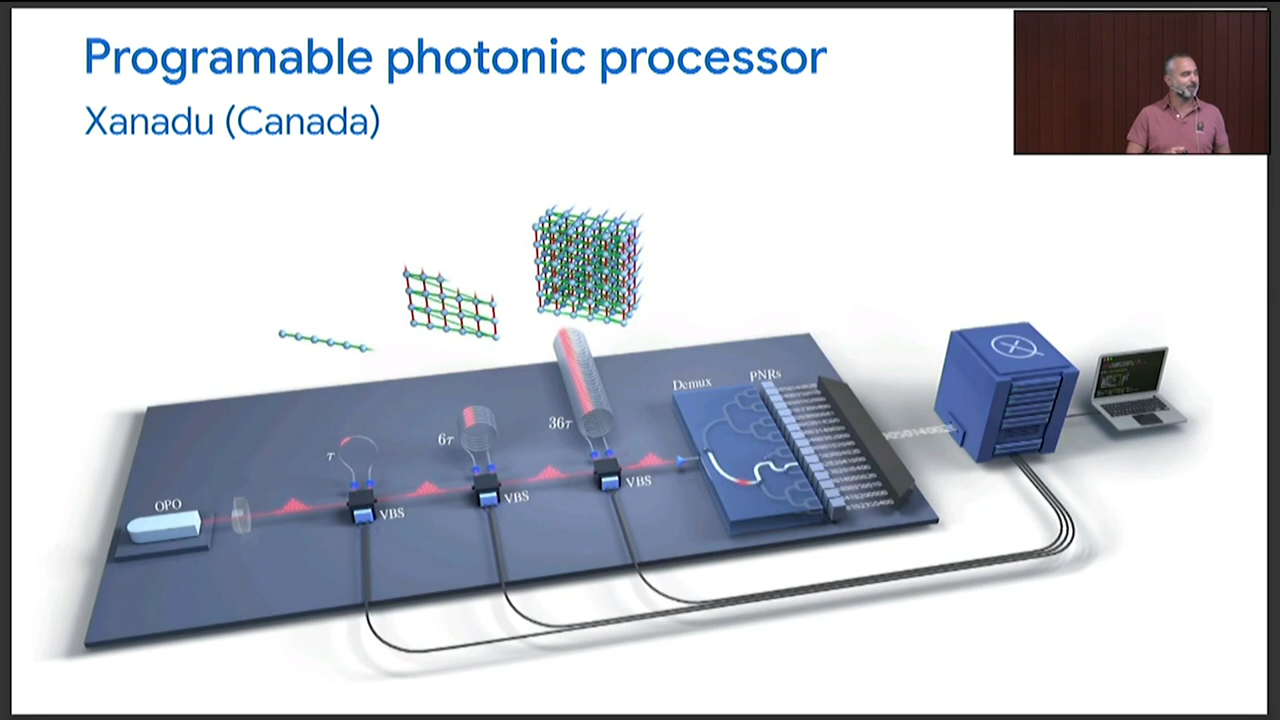 Programable photonic processor
Xanadu (Canada)
OPO
τ
VBS
6τ
VBS
36τ
VBS
Demux
PNRs